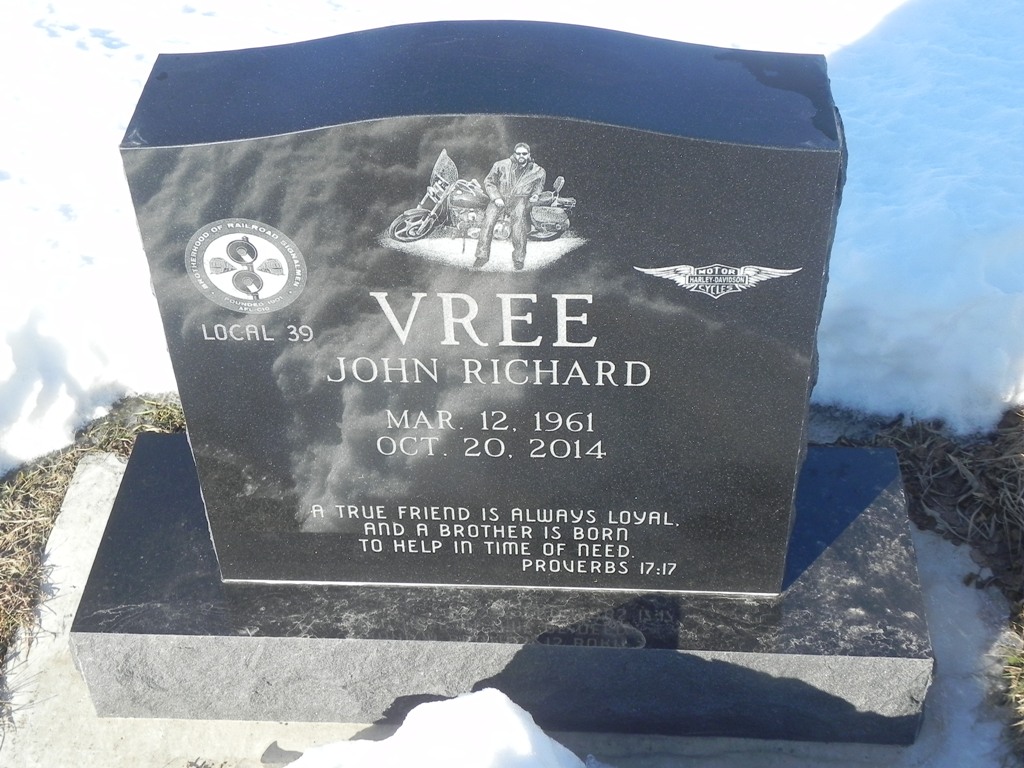 BROTHERHOOD OF RAILROAD SIGNALMEN
FOUNDED 1901
AFL-CIO
LOCAL 39
MOTOR
HARLEY-DAVIDSON
CYCLES
VREE
JOHN RICHARD
MAR. 12, 1961
OCT. 20, 2014
A TRUE FRIEND IS ALWAYS LOYAL,
AND A BROTHER IS BORN
TO HELP IN TIME OF NEED.
PROVERBS 17:17